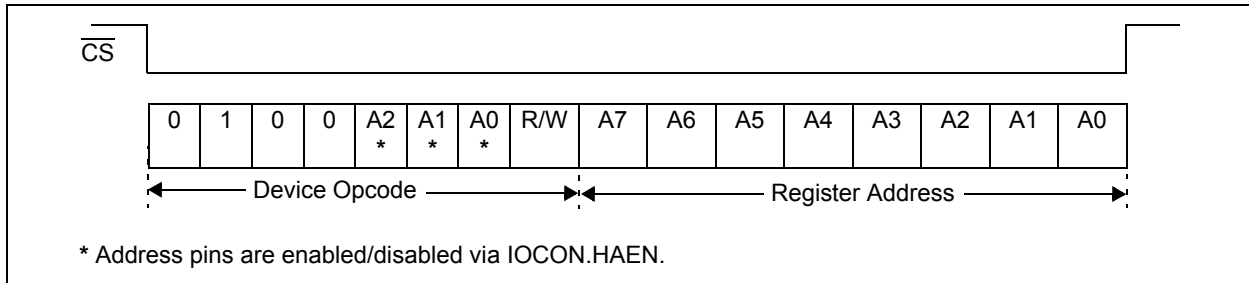 CS
0 1 0 0 A2 A1 A0 R/W A7 A6 A5 A4 A3 A2 A1 A0
* * *
Device Opcode Register Address
* Address pins are enabled/disabled via IOCON.HAEN.